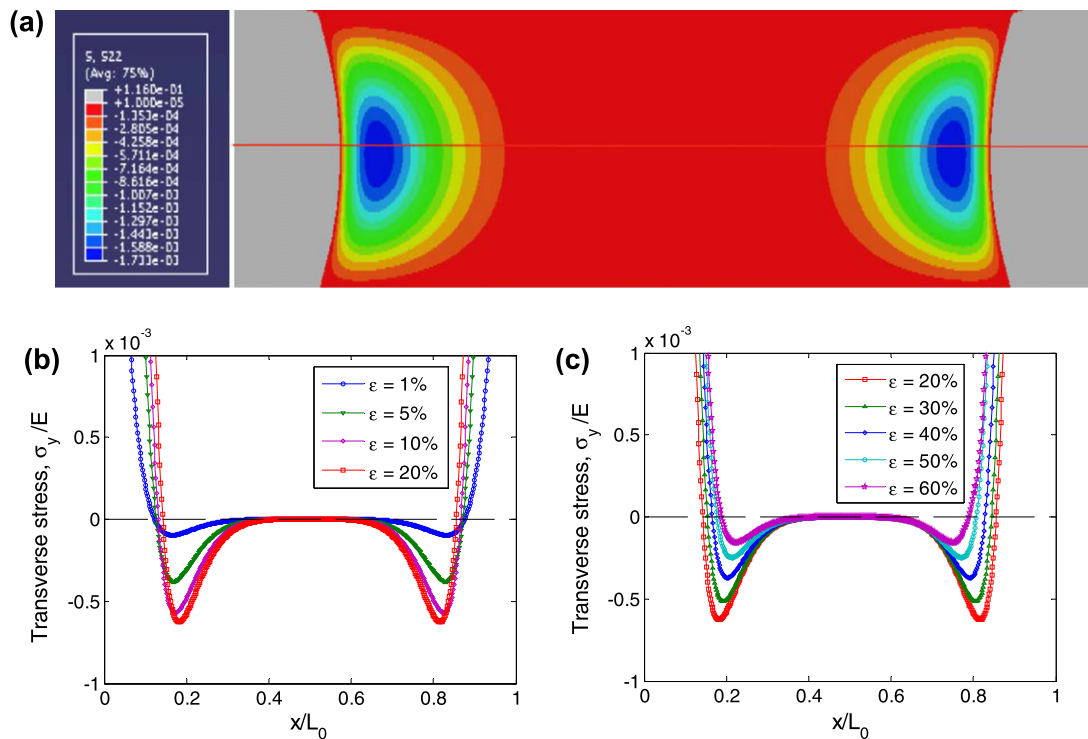 (a)
S, S22
(Avg: 75%)
+1.160e-01
+1.000e-05
-1.353e-04
-2.805e-04
-4.258e-04
-5.711e-04
-7.164e-04
-8.616e-04
-1.007e-03
-1.152e-03
-1.297e-03
-1.443e-03
-1.588e-03
-1.733e-03
(b)
x 10⁻³
1
0.5
0
-0.5
-1
0
0.2
0.4
0.6
0.8
1
Transverse stress, σ_y/E
x/L₀
ε = 1%
ε = 5%
ε = 10%
ε = 20%
(c)
x 10⁻³
1
0.5
0
-0.5
-1
0
0.2
0.4
0.6
0.8
1
Transverse stress, σ_y/E
x/L₀
ε = 20%
ε = 30%
ε = 40%
ε = 50%
ε = 60%